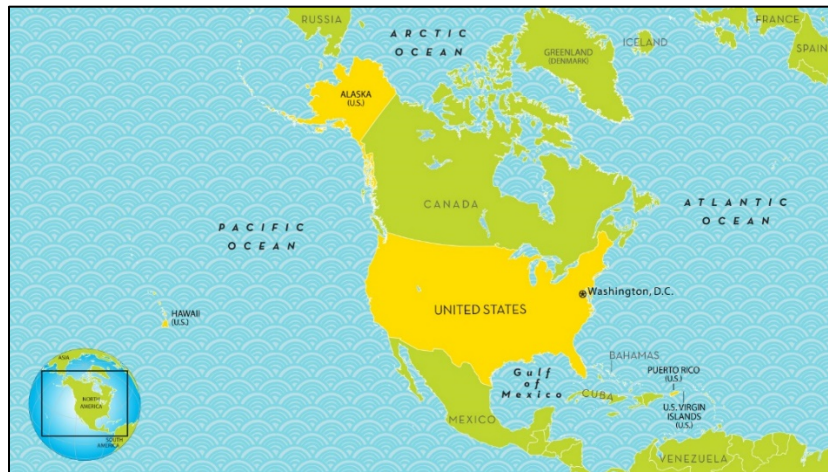 RUSSIA
ARCTIC
OCEAN
GREENLAND
(DENMARK)
ICELAND
FRANCE
SPAIN
ALASKA
(U.S.)
CANADA
PACIFIC
OCEAN
ATLANTIC
OCEAN
Washington, D.C.
UNITED STATES
HAWAII
(U.S.)
Gulf
of
Mexico
BAHAMAS
CUBA
PUERTO RICO
(U.S.)
U.S. VIRGIN
ISLANDS
(U.S.)
MEXICO
VENEZUELA
ASIA
NORTH
AMERICA
SOUTH
AMERICA